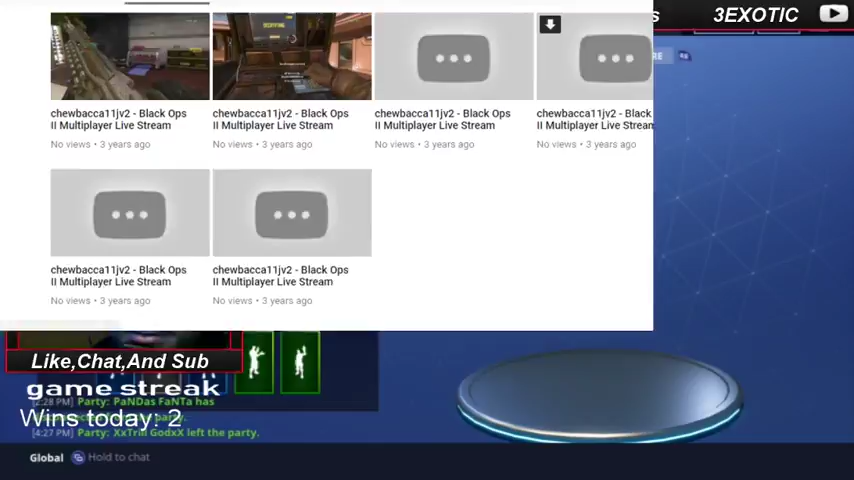 3EXOTIC
chewbacca11jv2 - Black Ops
II Multiplayer Live Stream
No views • 3 years ago
chewbacca11jv2 - Black Ops
II Multiplayer Live Stream
No views • 3 years ago
chewbacca11jv2 - Black Ops
II Multiplayer Live Stream
No views • 3 years ago
chewbacca11jv2 - Black Ops
II Multiplayer Live Stream
No views • 3 years ago
chewbacca11jv2 - Black Ops
II Multiplayer Live Stream
No views • 3 years ago
chewbacca11jv2 - Black Ops
II Multiplayer Live Stream
No views • 3 years ago
Like,Chat,And Sub
game streak
[2:28 PM] Party: PaNDas FaNTa has
party.
Wins today: 2
[4:27 PM] Party: XxTrill GodxX left the party.
Global Hold to chat